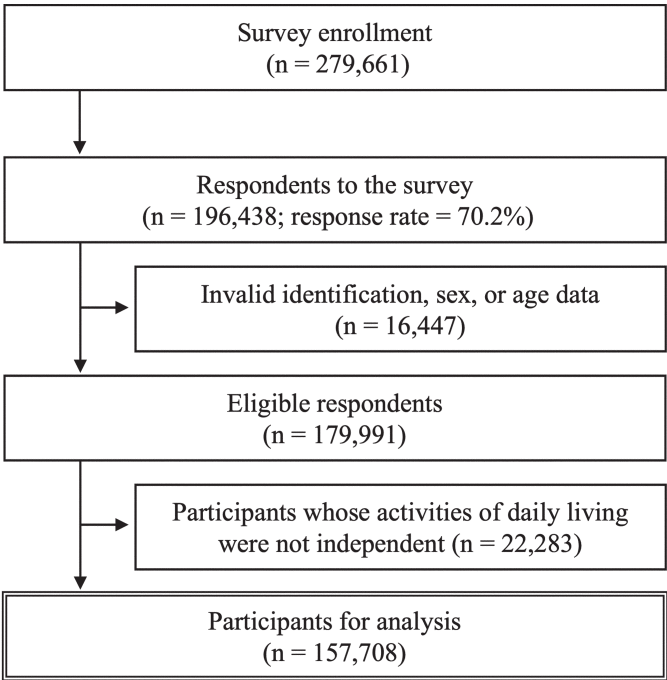 Survey enrollment
(n = 279,661)
Respondents to the survey
(n = 196,438; response rate = 70.2%)
Invalid identification, sex, or age data
(n = 16,447)
Eligible respondents
(n = 179,991)
Participants whose activities of daily living
were not independent (n = 22,283)
Participants for analysis
(n = 157,708)